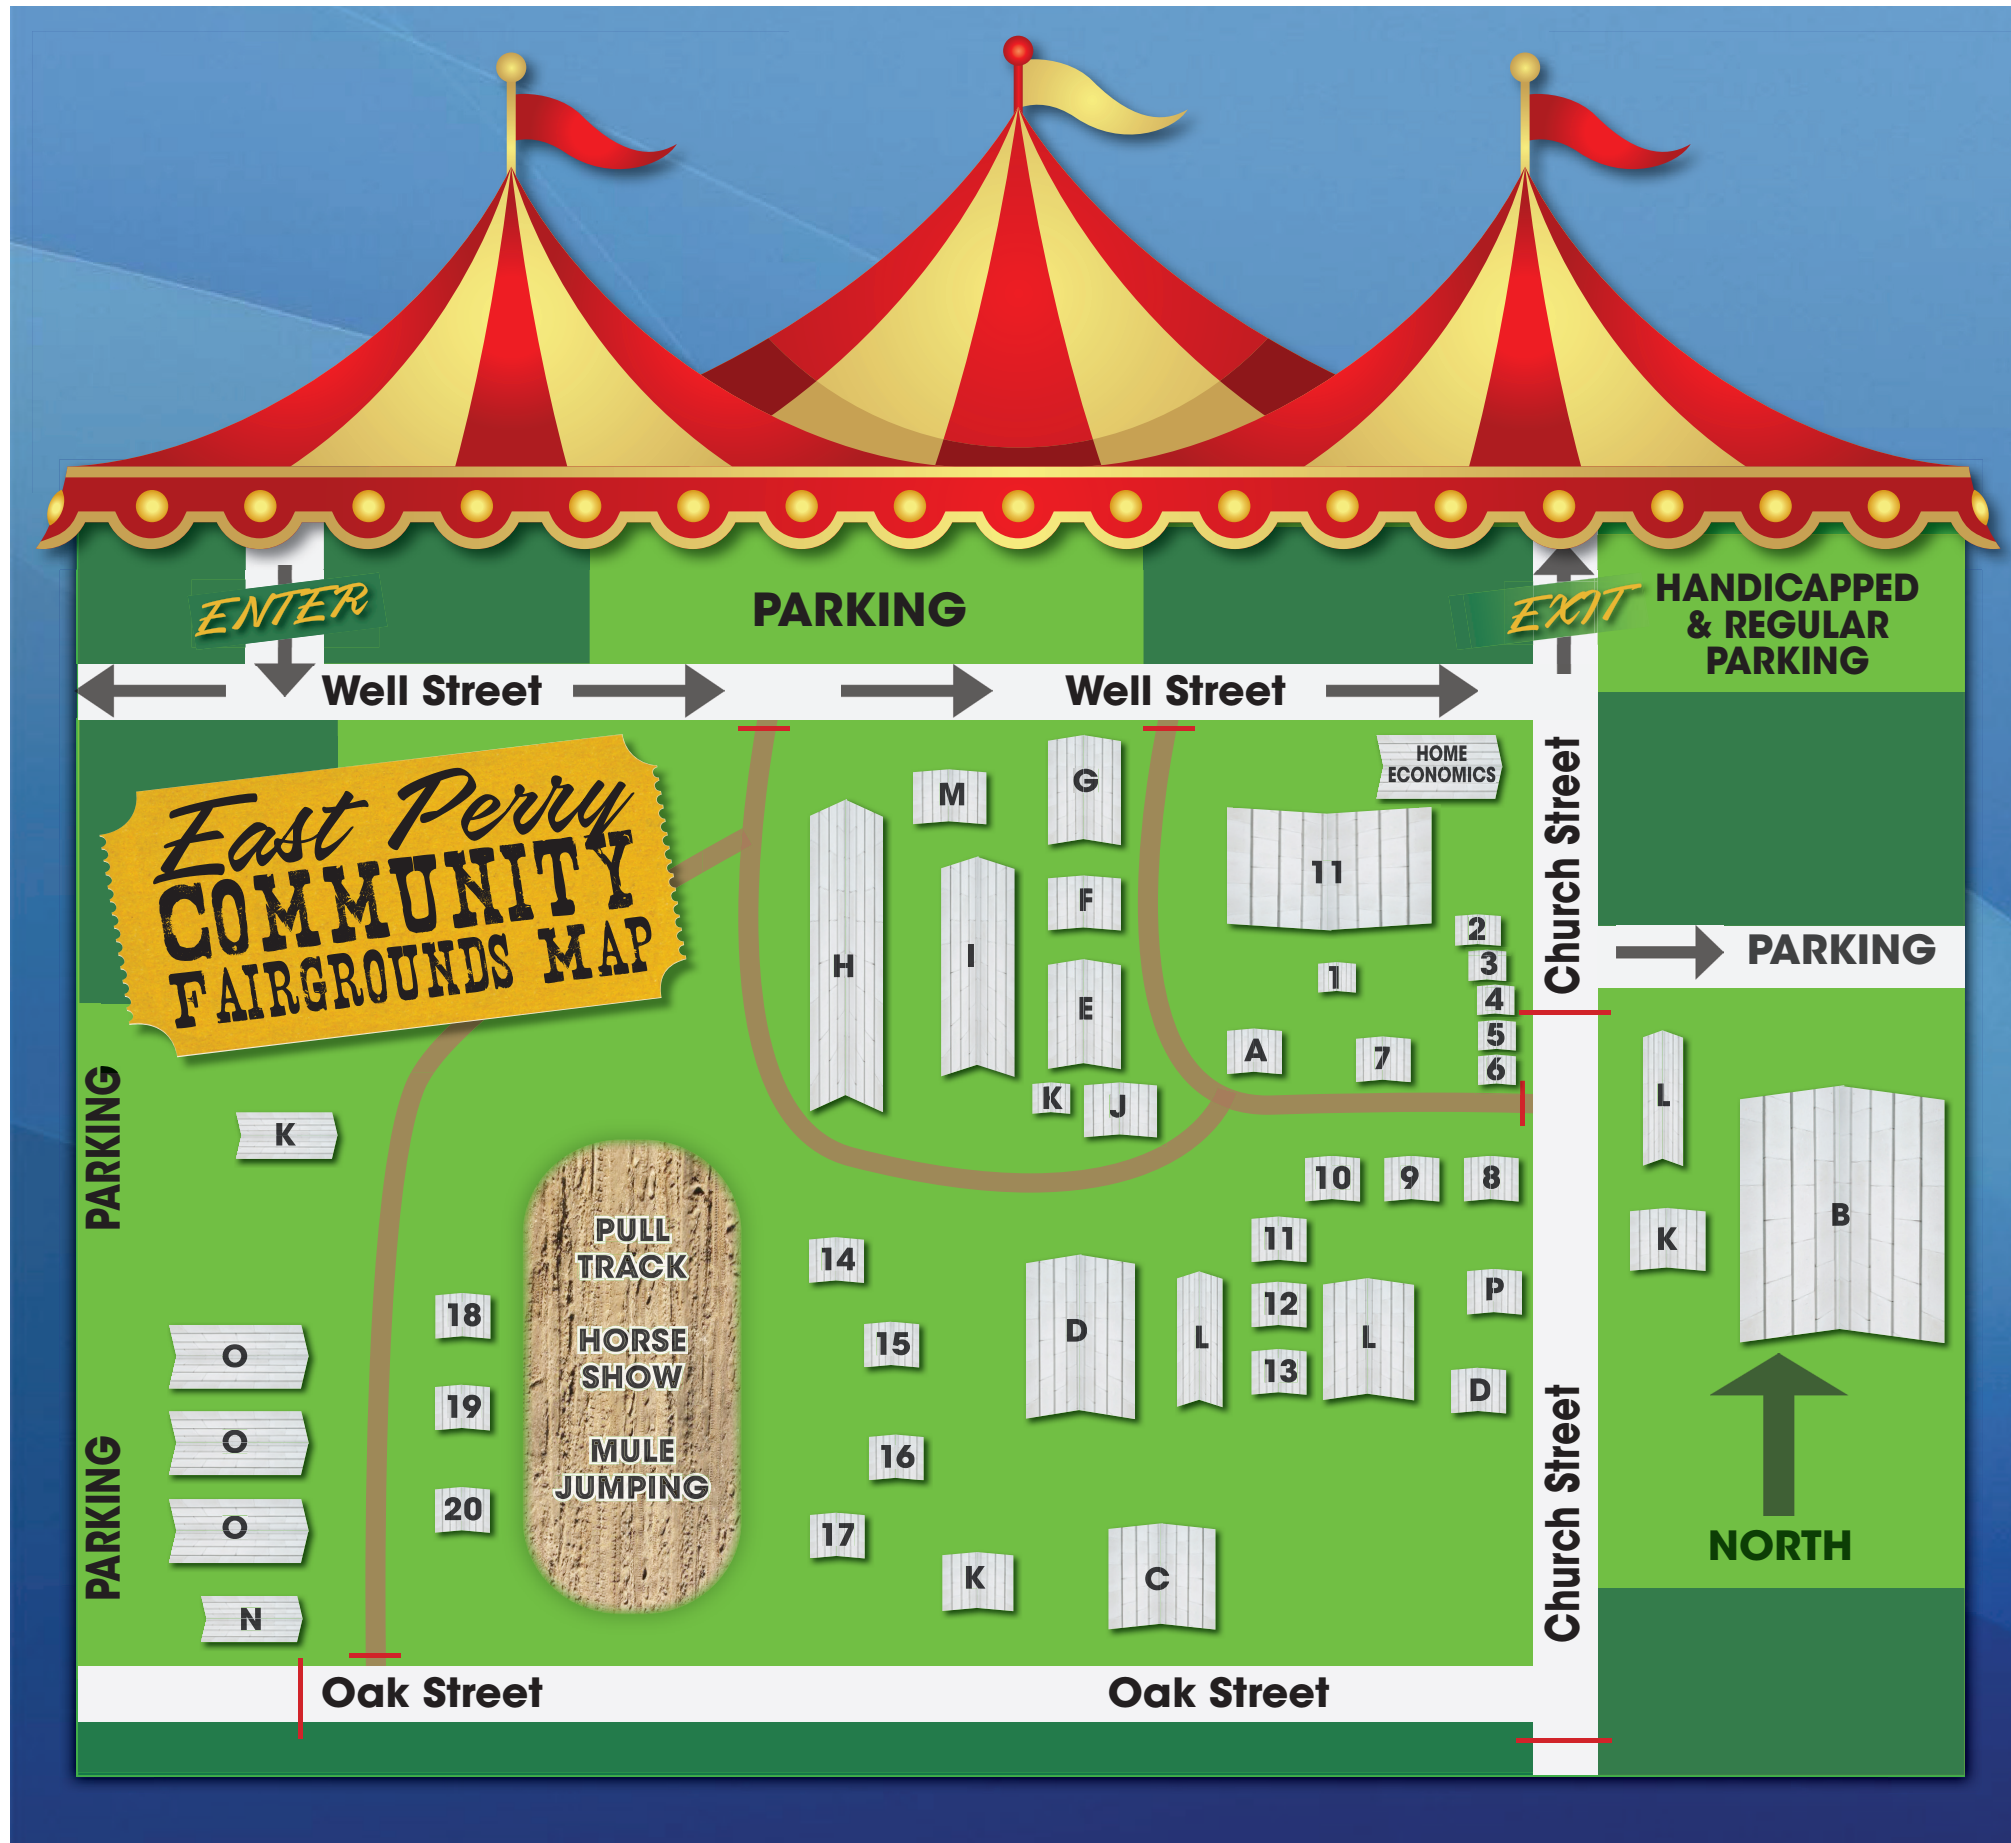 ENTER
PARKING
EXIT
HANDICAPPED
& REGULAR
PARKING
Well Street
Well Street
East Perry
COMMUNITY
FAIRGROUNDS MAP
HOME
ECONOMICS
M
G
H
I
F
E
K
J
11
2
3
4
5
6
1
A
7
Church Street
PARKING
PARKING
K
PULL
TRACK
HORSE
SHOW
MULE
JUMPING
10
9
8
14
15
16
17
18
19
20
D
L
11
12
13
L
P
D
L
K
B
O
O
O
N
PARKING
K
C
Church Street
NORTH
Oak Street
Oak Street